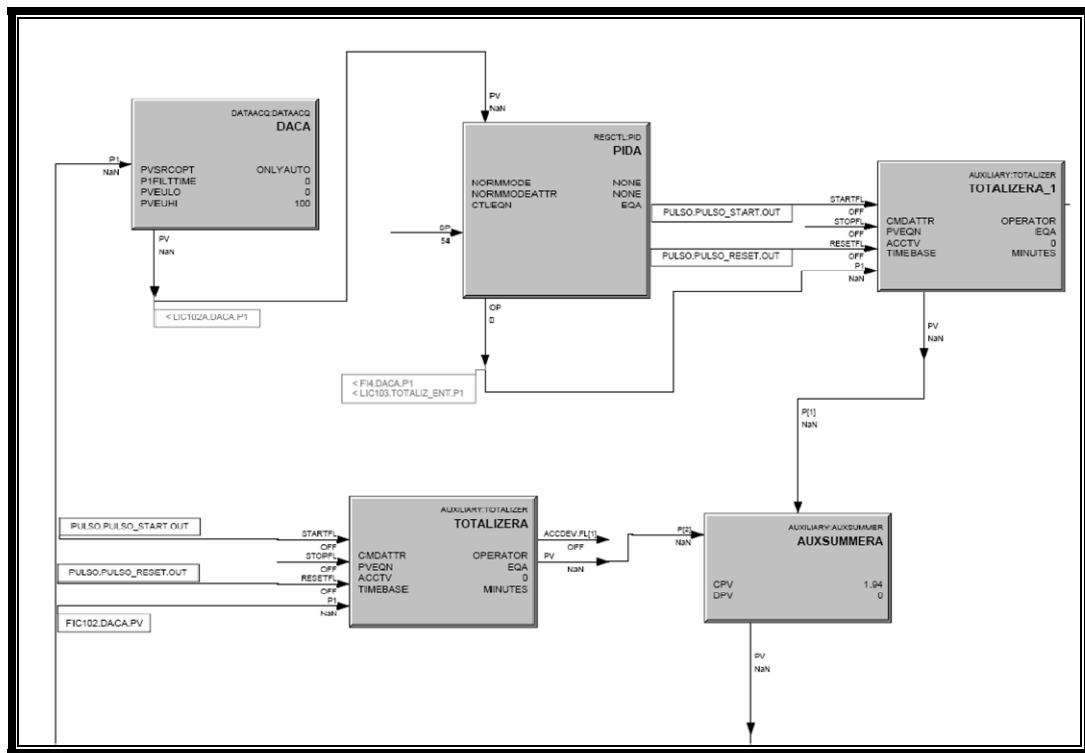 DATAACQ:DATAACQ
DACA
P1
NaN
PVSRCOPT ONLYAUTO
P1FILTTIME 0
PVEULO 0
PVEUHI 100
PV
NaN
< LIC102A.DACA.P1
PV
NaN
REGCTL:PID
PIDA
NORMMODE NONE
NORMMODEATTR NONE
CTLEQN EQA
SP
54
OP
0
< FI4.DACA.P1
< LIC103.TOTALIZ_ENT.P1
PULSO.PULSO_START.OUT
PULSO.PULSO_RESET.OUT
AUXILIARY:TOTALIZER
TOTALIZERA_1
STARTFL
OFF
STOPFL
OFF
RESETFL
OFF
P1
NaN
CMDATTR OPERATOR
PVEQN EQA
ACCTV 0
TIMEBASE MINUTES
PV
NaN
P[1]
NaN
PULSO.PULSO_START.OUT
PULSO.PULSO_RESET.OUT
FIC102.DACA.PV
STARTFL
OFF
STOPFL
OFF
RESETFL
OFF
P1
NaN
AUXILIARY:TOTALIZER
TOTALIZERA
CMDATTR OPERATOR
PVEQN EQA
ACCTV 0
TIMEBASE MINUTES
ACCDEV.FL[1]
OFF
PV
NaN
P[2]
NaN
AUXILIARY:AUXSUMMER
AUXSUMMERA
CPV 1.94
DPV 0
PV
NaN